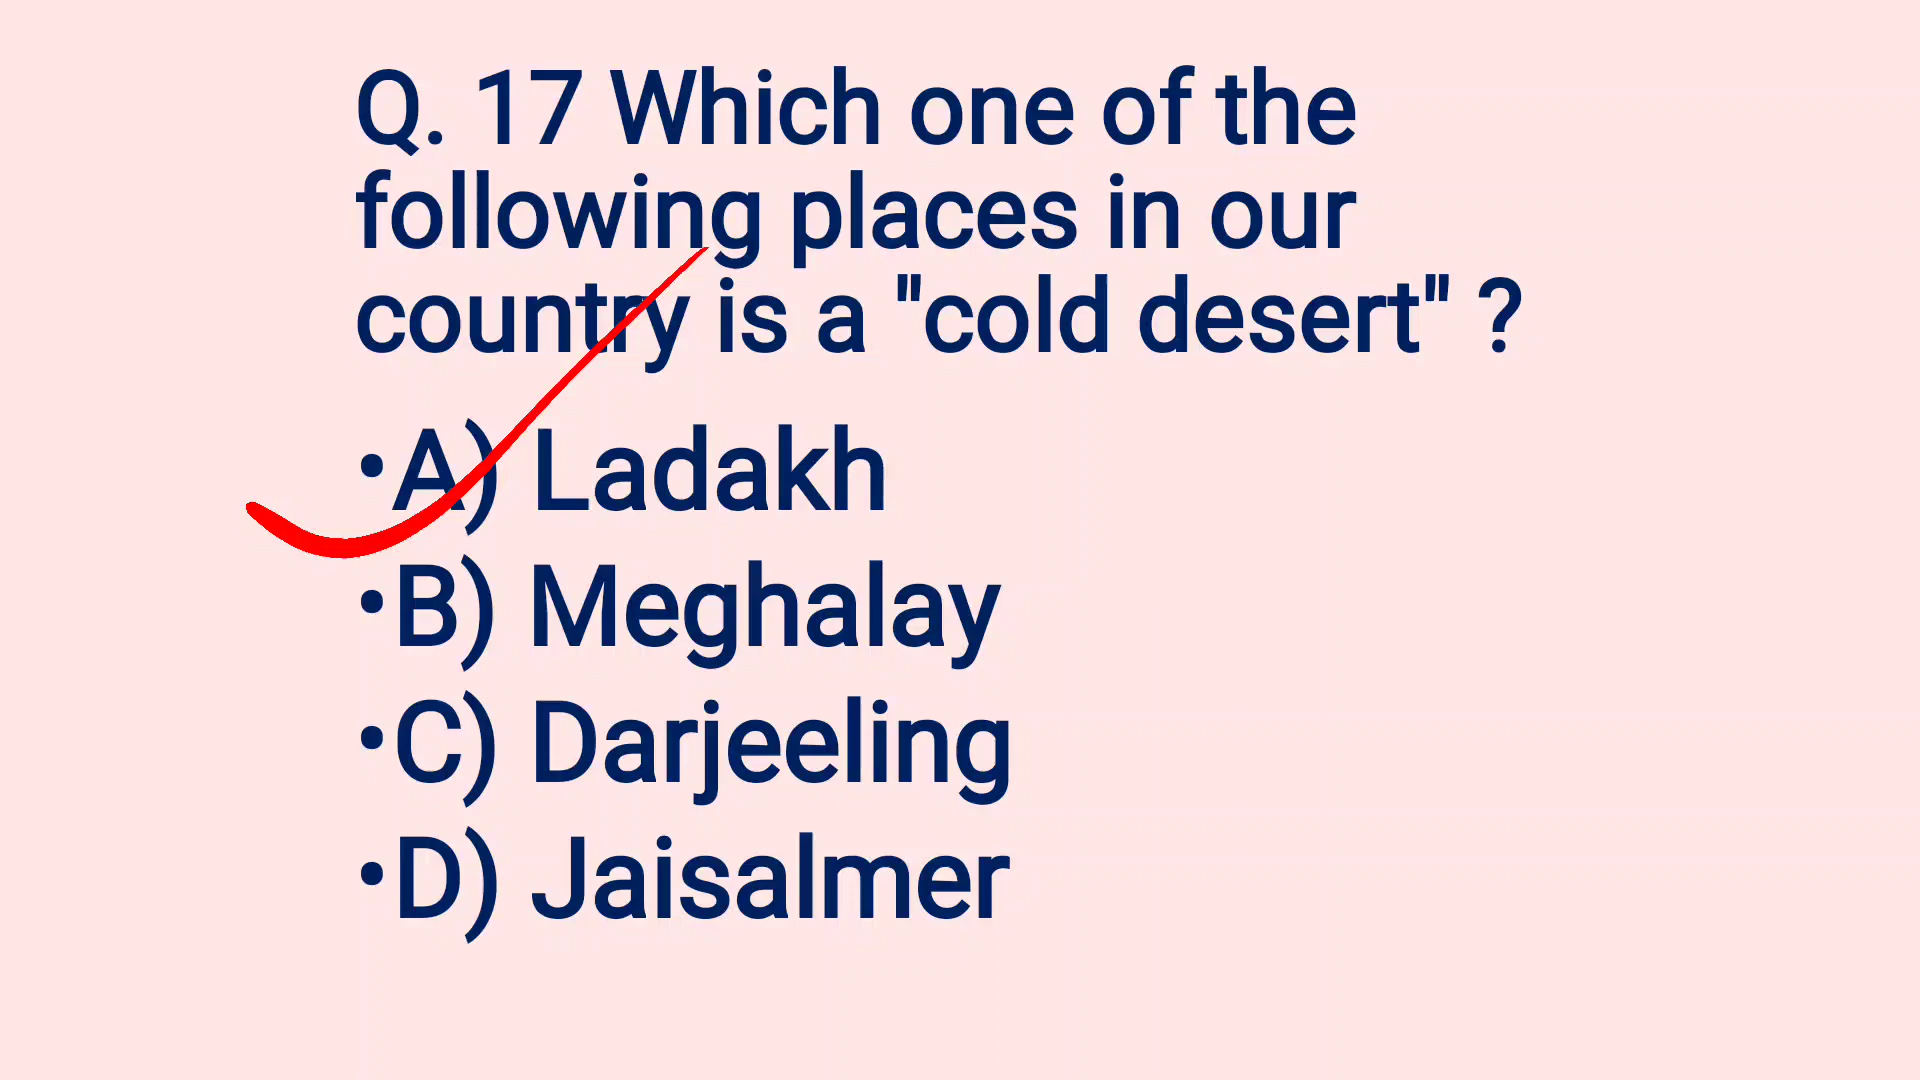 Q. 17 Which one of the
following places in our
country is a "cold desert" ?
•A) Ladakh
•B) Meghalay
•C) Darjeeling
•D) Jaisalmer